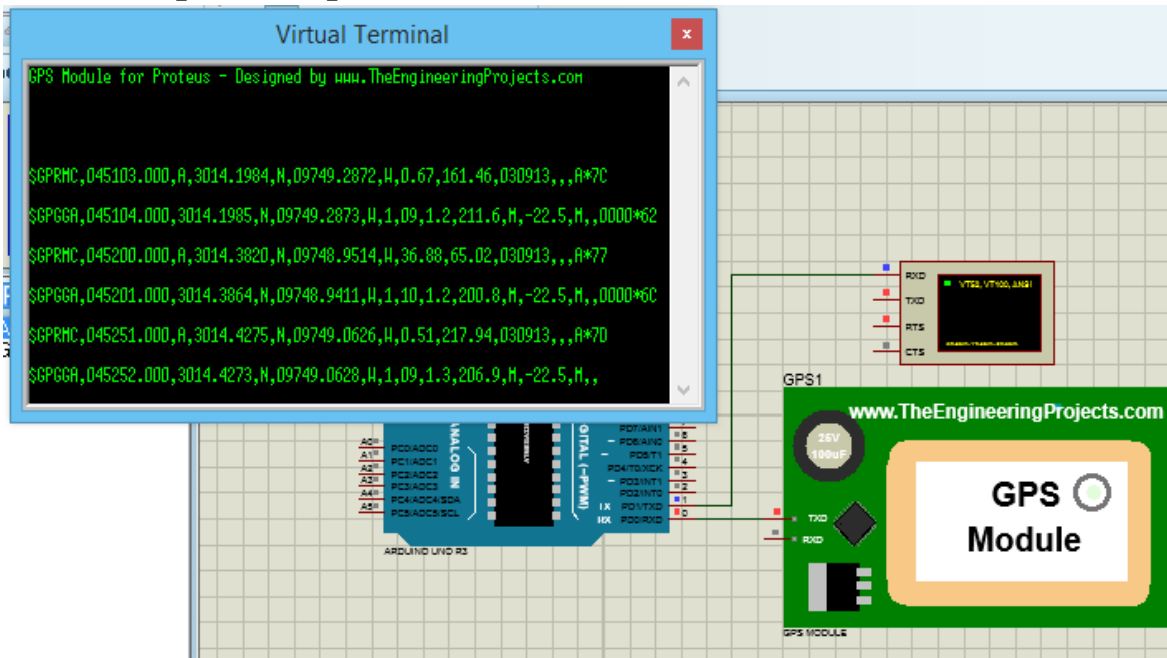 Virtual Terminal
x
GPS Module for Proteus - Designed by www.TheEngineeringProjects.com
$GPRMC,045103.000,A,3014.1984,N,09749.2872,W,0.67,161.46,030913,,,A*7C
$GPGGA,045104.000,3014.1985,N,09749.2873,W,1,09,1.2,211.6,M,-22.5,M,,0000*62
$GPRMC,045200.000,A,3014.3820,N,09748.9514,W,36.88,65.02,030913,,,A*77
$GPGGA,045201.000,3014.3864,N,09748.9411,W,1,10,1.2,200.8,M,-22.5,M,,0000*6C
$GPRMC,045251.000,A,3014.4275,N,09749.0626,W,0.51,217.94,030913,,,A*7D
$GPGGA,045252.000,3014.4273,N,09749.0628,W,1,09,1.3,206.9,M,-22.5,M,,
RXD
TXD
RTS
CTS
VT52, VT100, ANSI
GPS1
www.TheEngineeringProjects.com
25V
100uF
GPS
Module
TXD
RXD
GPS MODULE
A0
A1
A2
A3
A4
A5
PC0/ADC0
PC1/ADC1
PC2/ADC2
PC3/ADC3
PC4/ADC4/SDA
PC5/ADC5/SCL
ANALOG IN
DIGITAL (~PWM)
PD7/AIN1
~ PD6/AIN0 6
~ PD5/T1 5
PD4/T0/XCK 4
~ PD3/INT1 3
PD2/INT0 2
TX PD1/TXD 1
RX PD0/RXD 0
ARDUINO UNO R3